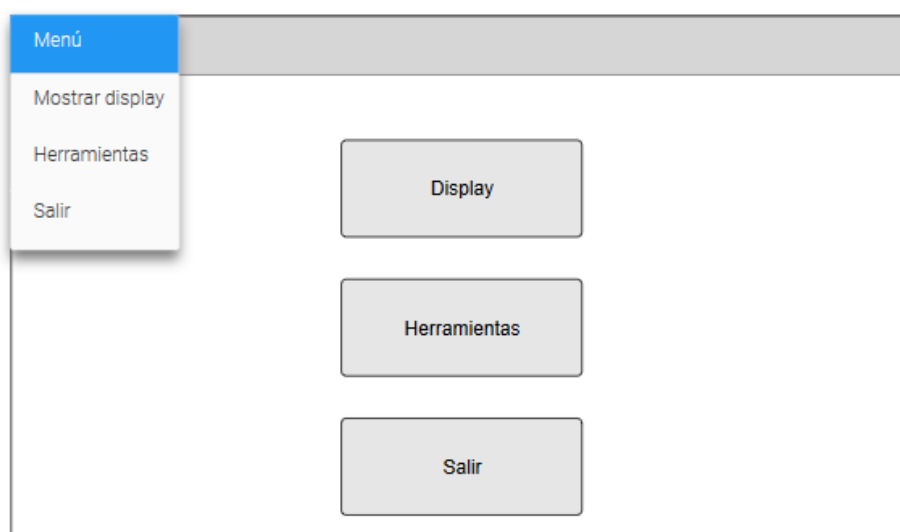 Menú
Mostrar display
Herramientas
Salir
Display
Herramientas
Salir